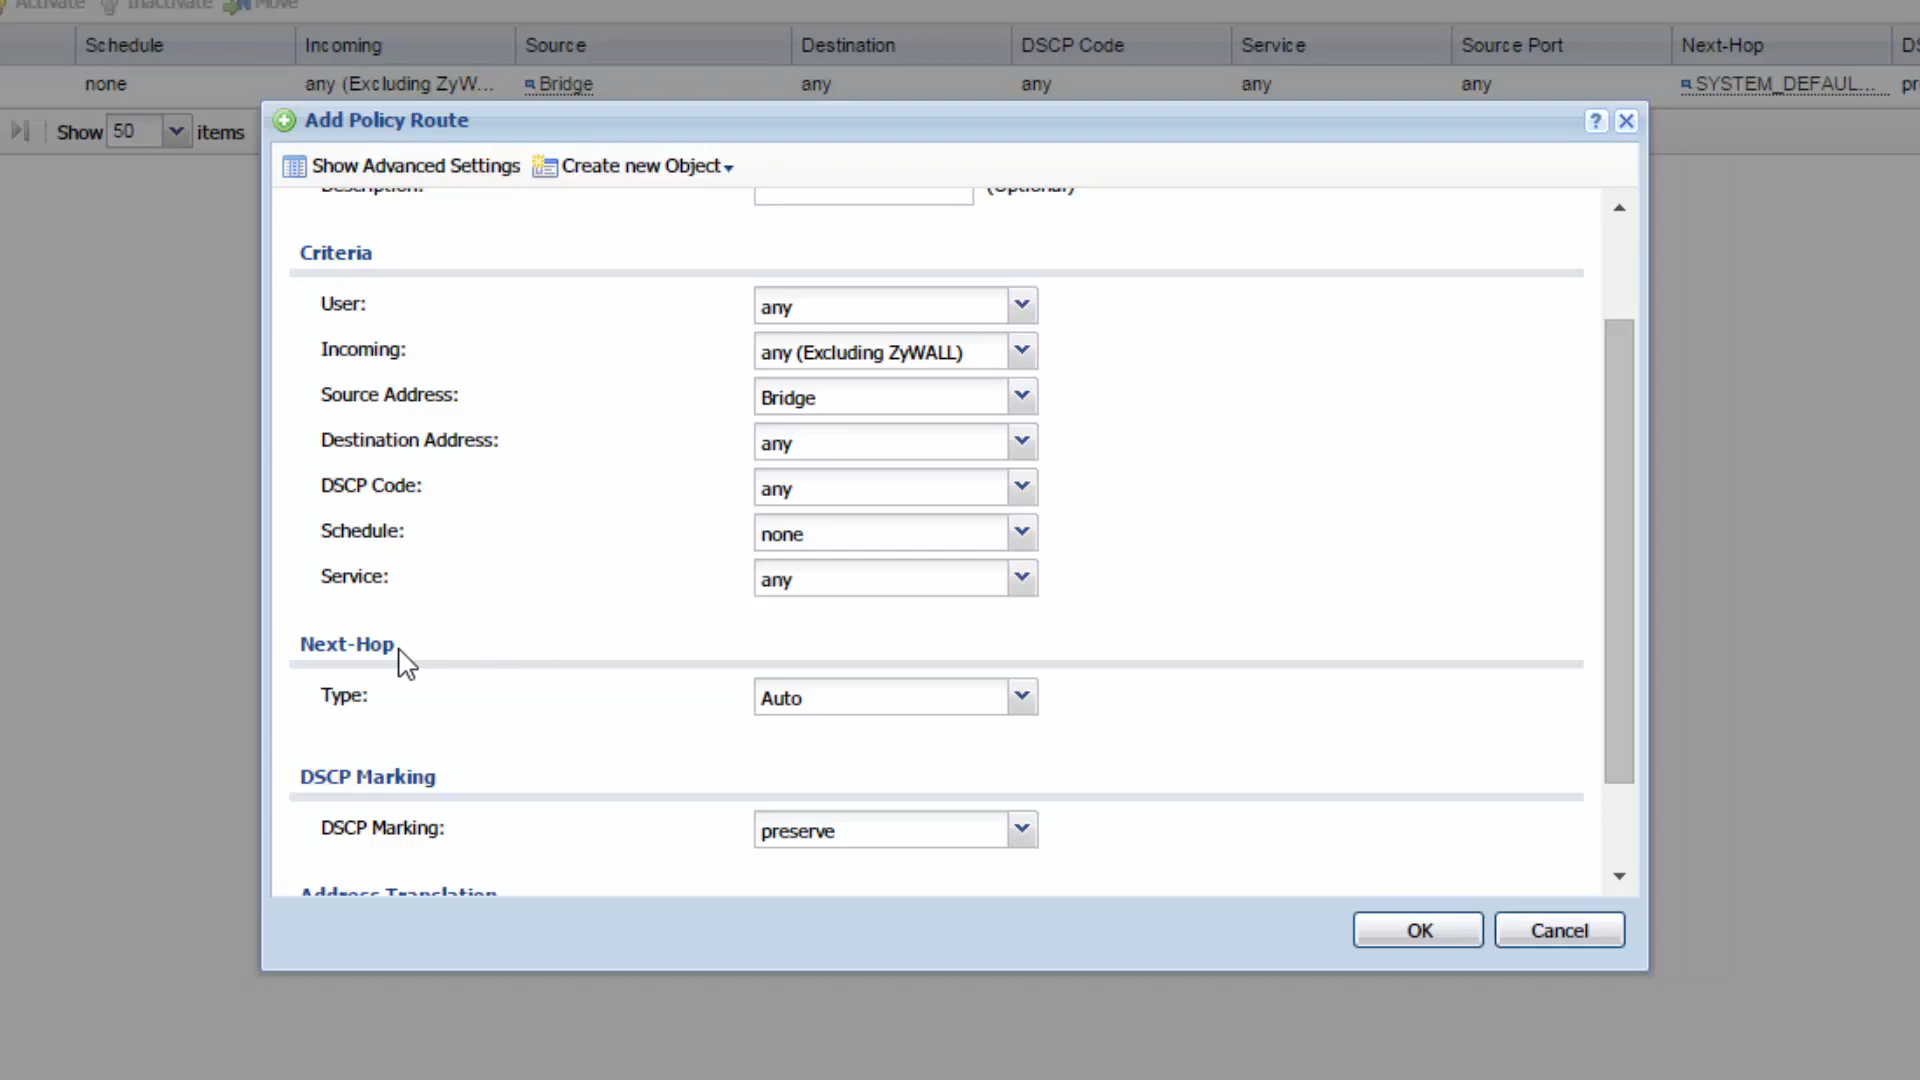 Activate Inactivate Move
Schedule Incoming Source Destination DSCP Code Service Source Port Next-Hop DS
none any (Excluding ZyW... Bridge any any any any SYSTEM_DEFAUL... pr
Show 50 items
Add Policy Route
Show Advanced Settings Create new Object
Description: (Optional)
Criteria
User: any
Incoming: any (Excluding ZyWALL)
Source Address: Bridge
Destination Address: any
DSCP Code: any
Schedule: none
Service: any
Next-Hop
Type: Auto
DSCP Marking
DSCP Marking: preserve
Address Translation
OK Cancel